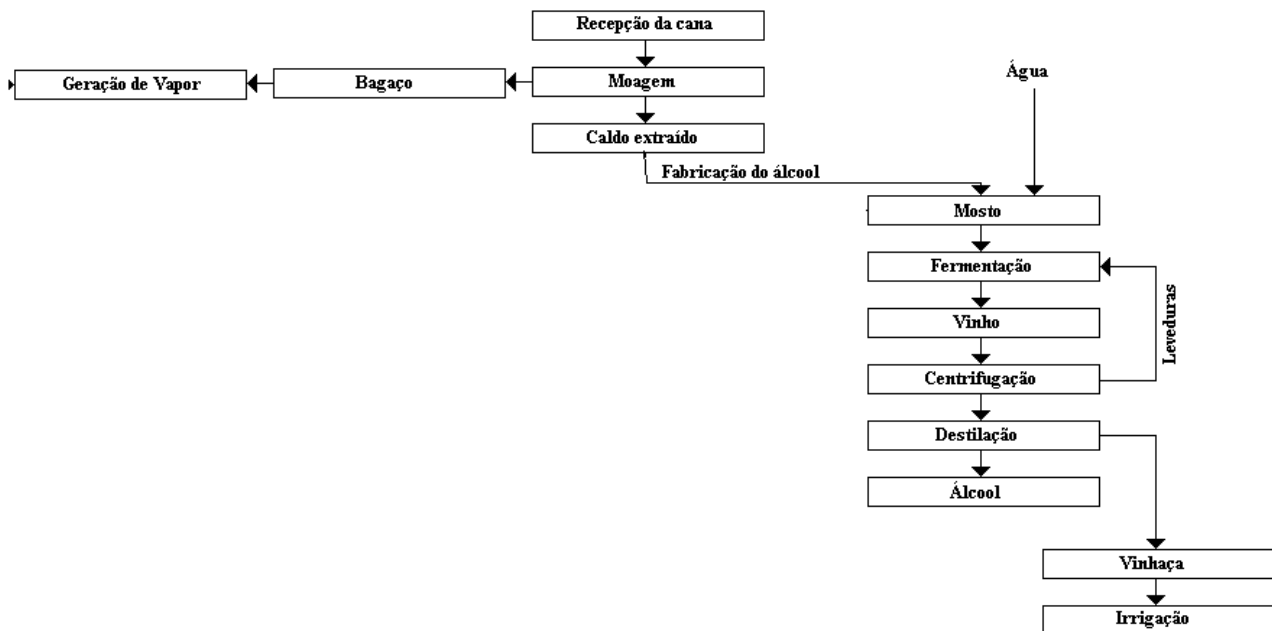 Recepção da cana
Geração de Vapor
Bagaço
Moagem
Água
Caldo extraído
Fabricação do álcool
Mosto
Fermentação
Leveduras
Vinho
Centrifugação
Destilação
Álcool
Vinhaça
Irrigação